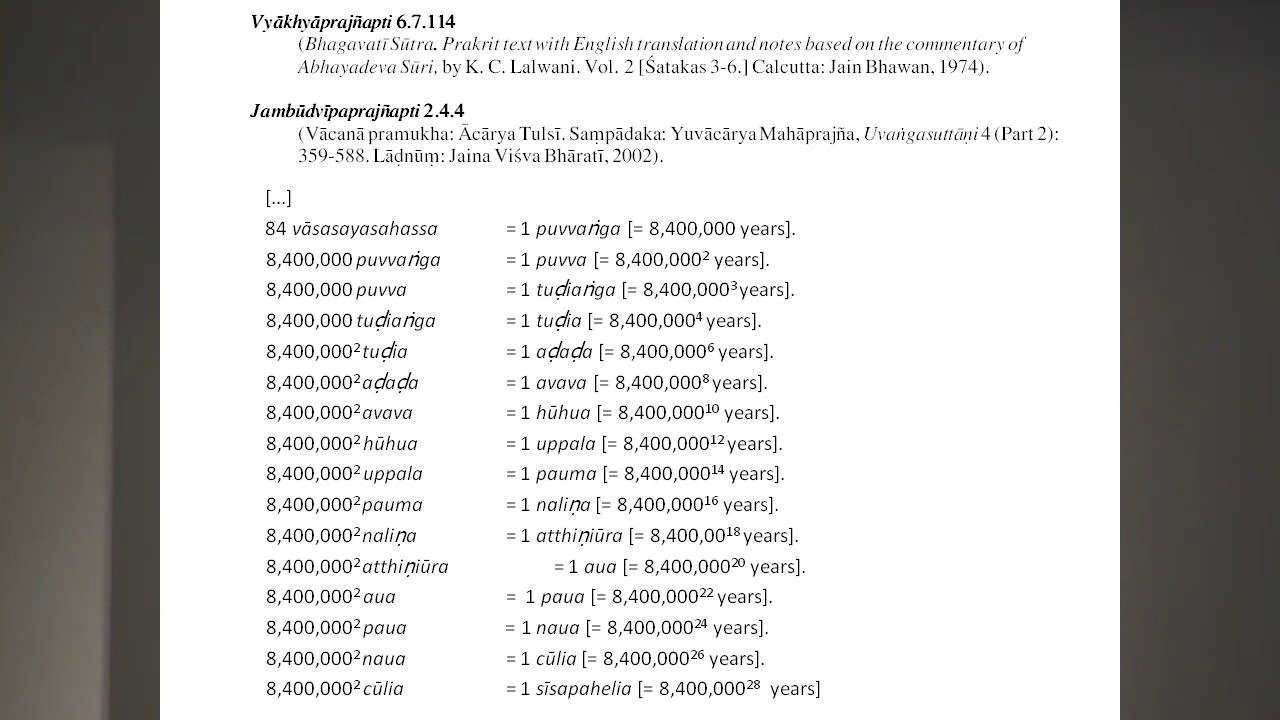 Vyākhyāprajñapti 6.7.114
(Bhagavatī Sūtra. Prakrit text with English translation and notes based on the commentary of
Abhayadeva Sūri, by K. C. Lalwani. Vol. 2 [Śatakas 3-6.] Calcutta: Jain Bhawan, 1974).
Jambūdvīpaprajñapti 2.4.4
(Vācanā pramukha: Ācārya Tulsī. Saṃpādaka: Yuvācārya Mahāprajña, Uvaṅgasuttāṇi 4 (Part 2):
359-588. Lāḍnūṃ: Jaina Viśva Bhāratī, 2002).
[...]
84 vāsasayasahassa = 1 puvvaṅga [= 8,400,000 years].
8,400,000 puvvaṅga = 1 puvva [= 8,400,000² years].
8,400,000 puvva = 1 tuḍiaṅga [= 8,400,000³ years].
8,400,000 tuḍiaṅga = 1 tuḍia [= 8,400,000⁴ years].
8,400,000² tuḍia = 1 aḍaḍa [= 8,400,000⁶ years].
8,400,000² aḍaḍa = 1 avava [= 8,400,000⁸ years].
8,400,000² avava = 1 hūhua [= 8,400,000¹⁰ years].
8,400,000² hūhua = 1 uppala [= 8,400,000¹² years].
8,400,000² uppala = 1 pauma [= 8,400,000¹⁴ years].
8,400,000² pauma = 1 naliṇa [= 8,400,000¹⁶ years].
8,400,000² naliṇa = 1 atthiṇiūra [= 8,400,00¹⁸ years].
8,400,000² atthiṇiūra = 1 aua [= 8,400,000²⁰ years].
8,400,000² aua = 1 paua [= 8,400,000²² years].
8,400,000² paua = 1 naua [= 8,400,000²⁴ years].
8,400,000² naua = 1 cūlia [= 8,400,000²⁶ years].
8,400,000² cūlia = 1 sīsapahelia [= 8,400,000²⁸ years]